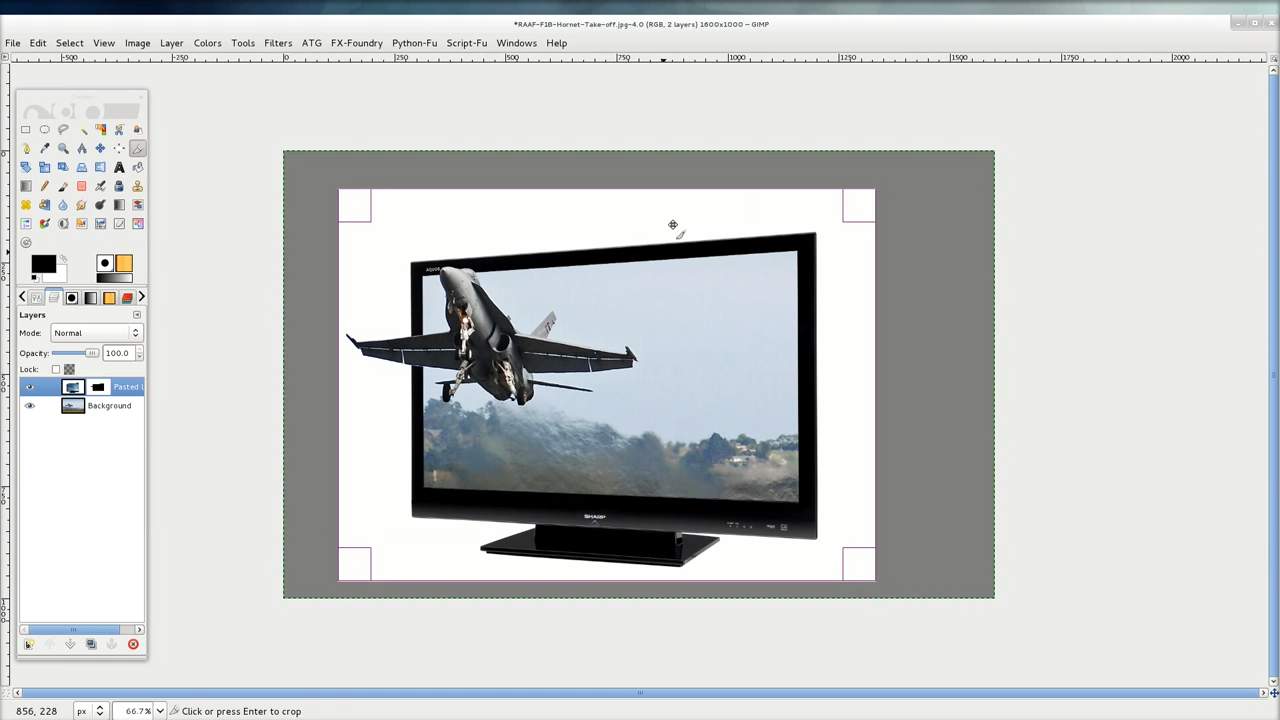 *RAAF-F1B-Hornet-Take-off.jpg-4.0 (RGB, 2 layers) 1600x1000 – GIMP
File Edit Select View Image Layer Colors Tools Filters ATG FX-Foundry Python-Fu Script-Fu Windows Help
-500 -250 0 250 500 750 1000 1250 1500 1750 2000
Layers
Mode: Normal
Opacity: 100.0
Lock:
Pasted L
Background
AQUOS
SHARP
856, 228 px 66.7% Click or press Enter to crop